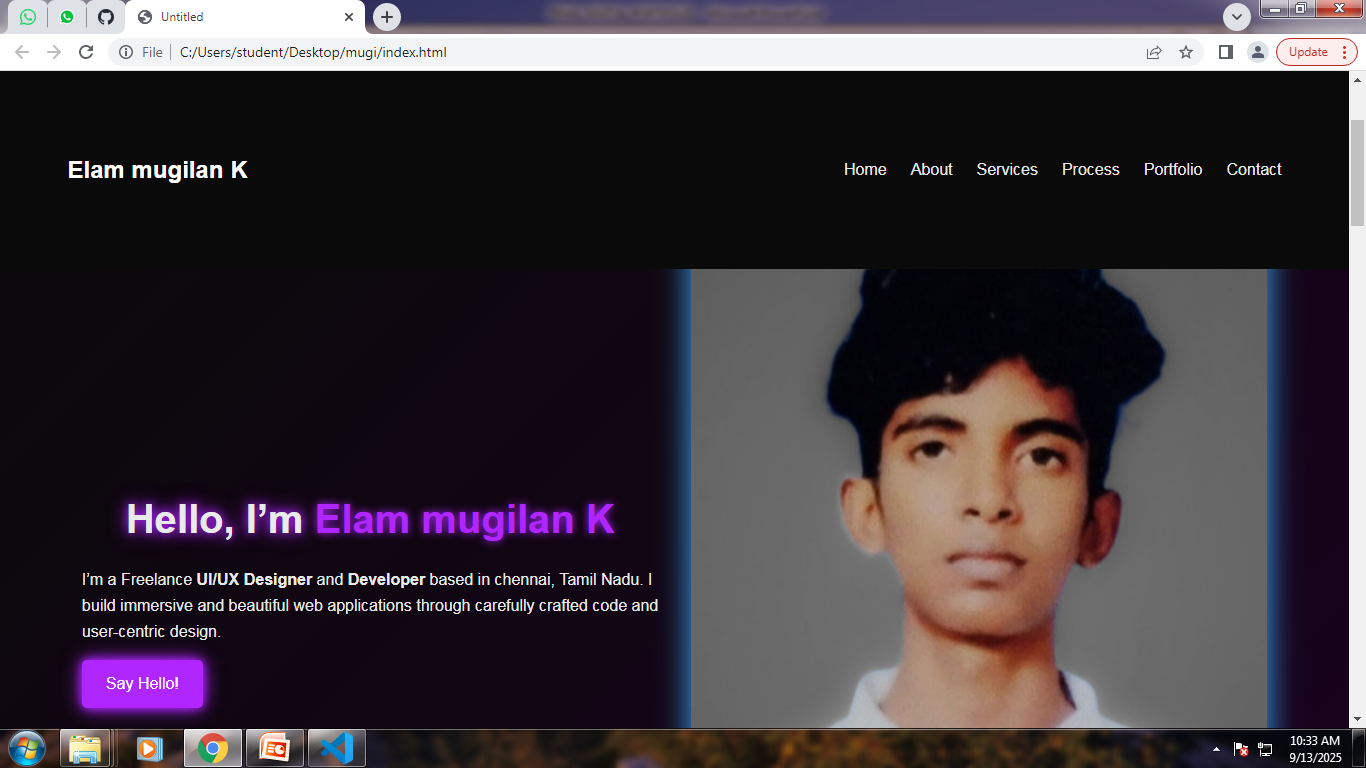 Untitled
File
C:/Users/student/Desktop/mugi/index.html
Update
Elam mugilan K
Home About Services Process Portfolio Contact
Hello, I’m Elam mugilan K
I’m a Freelance UI/UX Designer and Developer based in chennai, Tamil Nadu. I
build immersive and beautiful web applications through carefully crafted code and
user-centric design.
Say Hello!
10:33 AM
9/13/2025